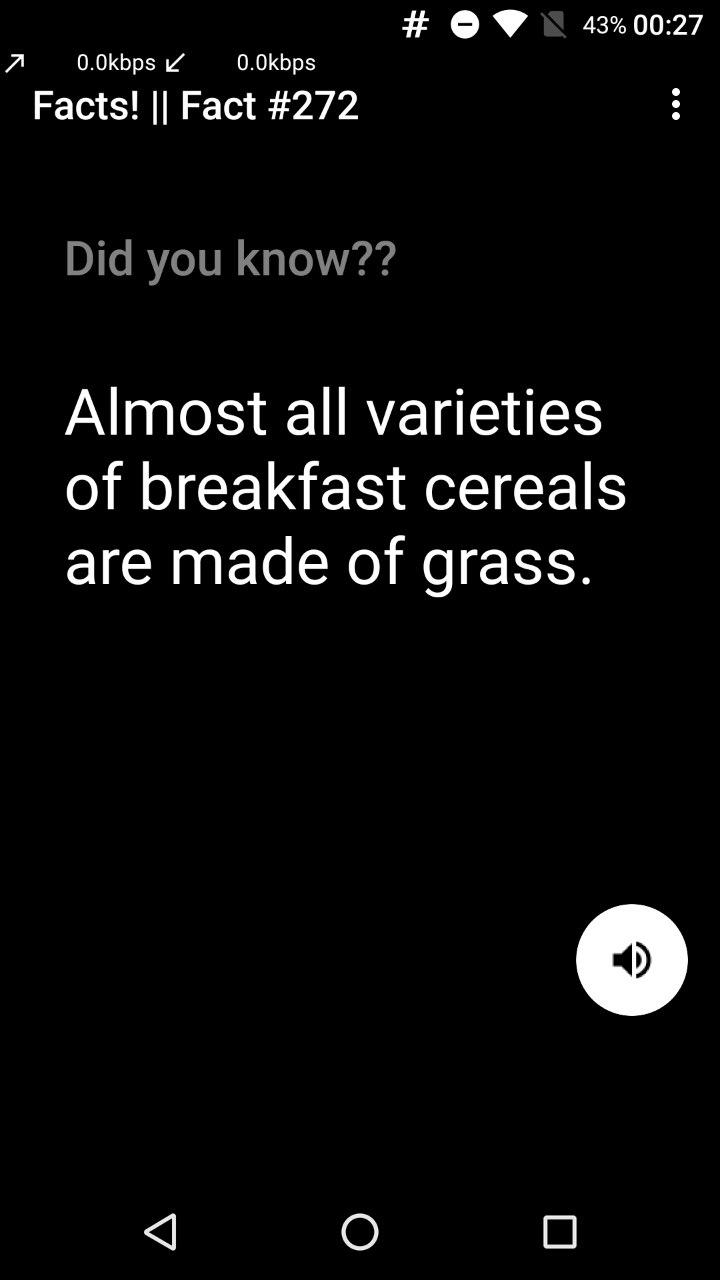 # 43% 00:27
0.0kbps 0.0kbps
Facts! || Fact #272
Did you know??
Almost all varieties
of breakfast cereals
are made of grass.